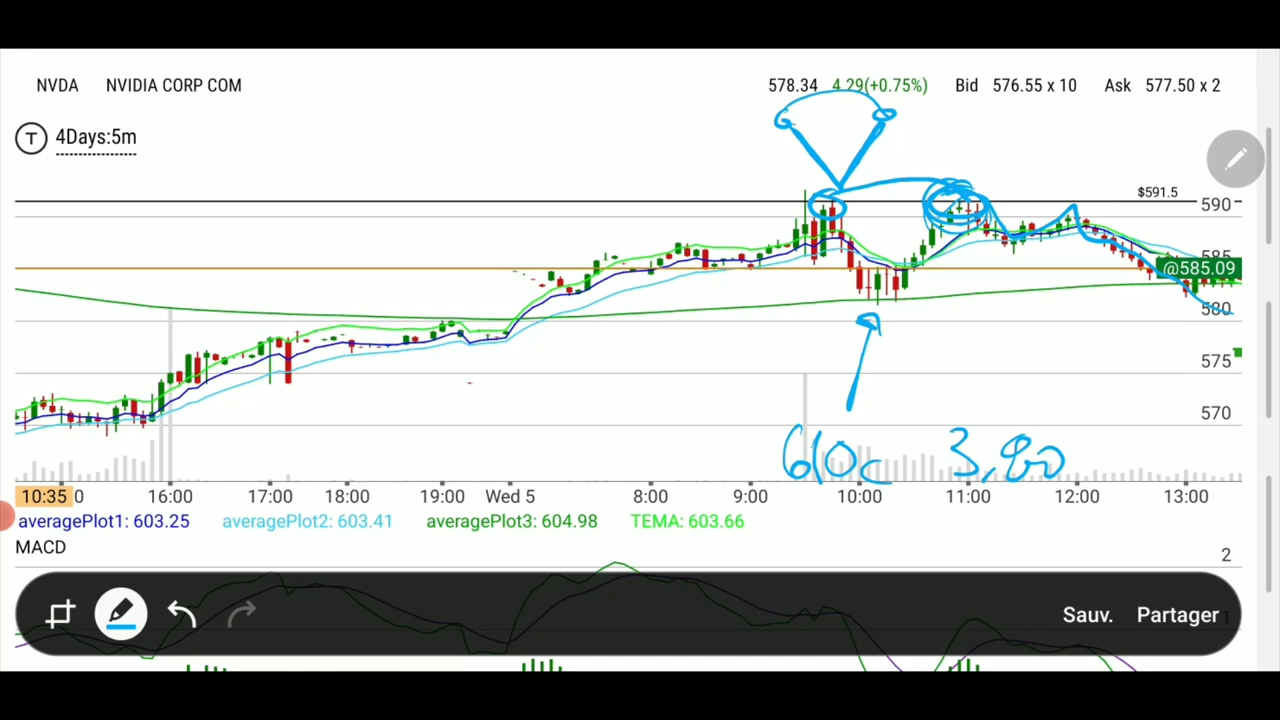 NVDA NVIDIA CORP COM 578.34 4.29(+0.75%) Bid 576.55 x 10 Ask 577.50 x 2
T 4Days:5m
$591.5
590
585
@585.09
580
575
570
610c 3,80
10:35 16:00 17:00 18:00 19:00 Wed 5 8:00 9:00 10:00 11:00 12:00 13:00
averagePlot1: 603.25 averagePlot2: 603.41 averagePlot3: 604.98 TEMA: 603.66
MACD
2
Sauv. Partager